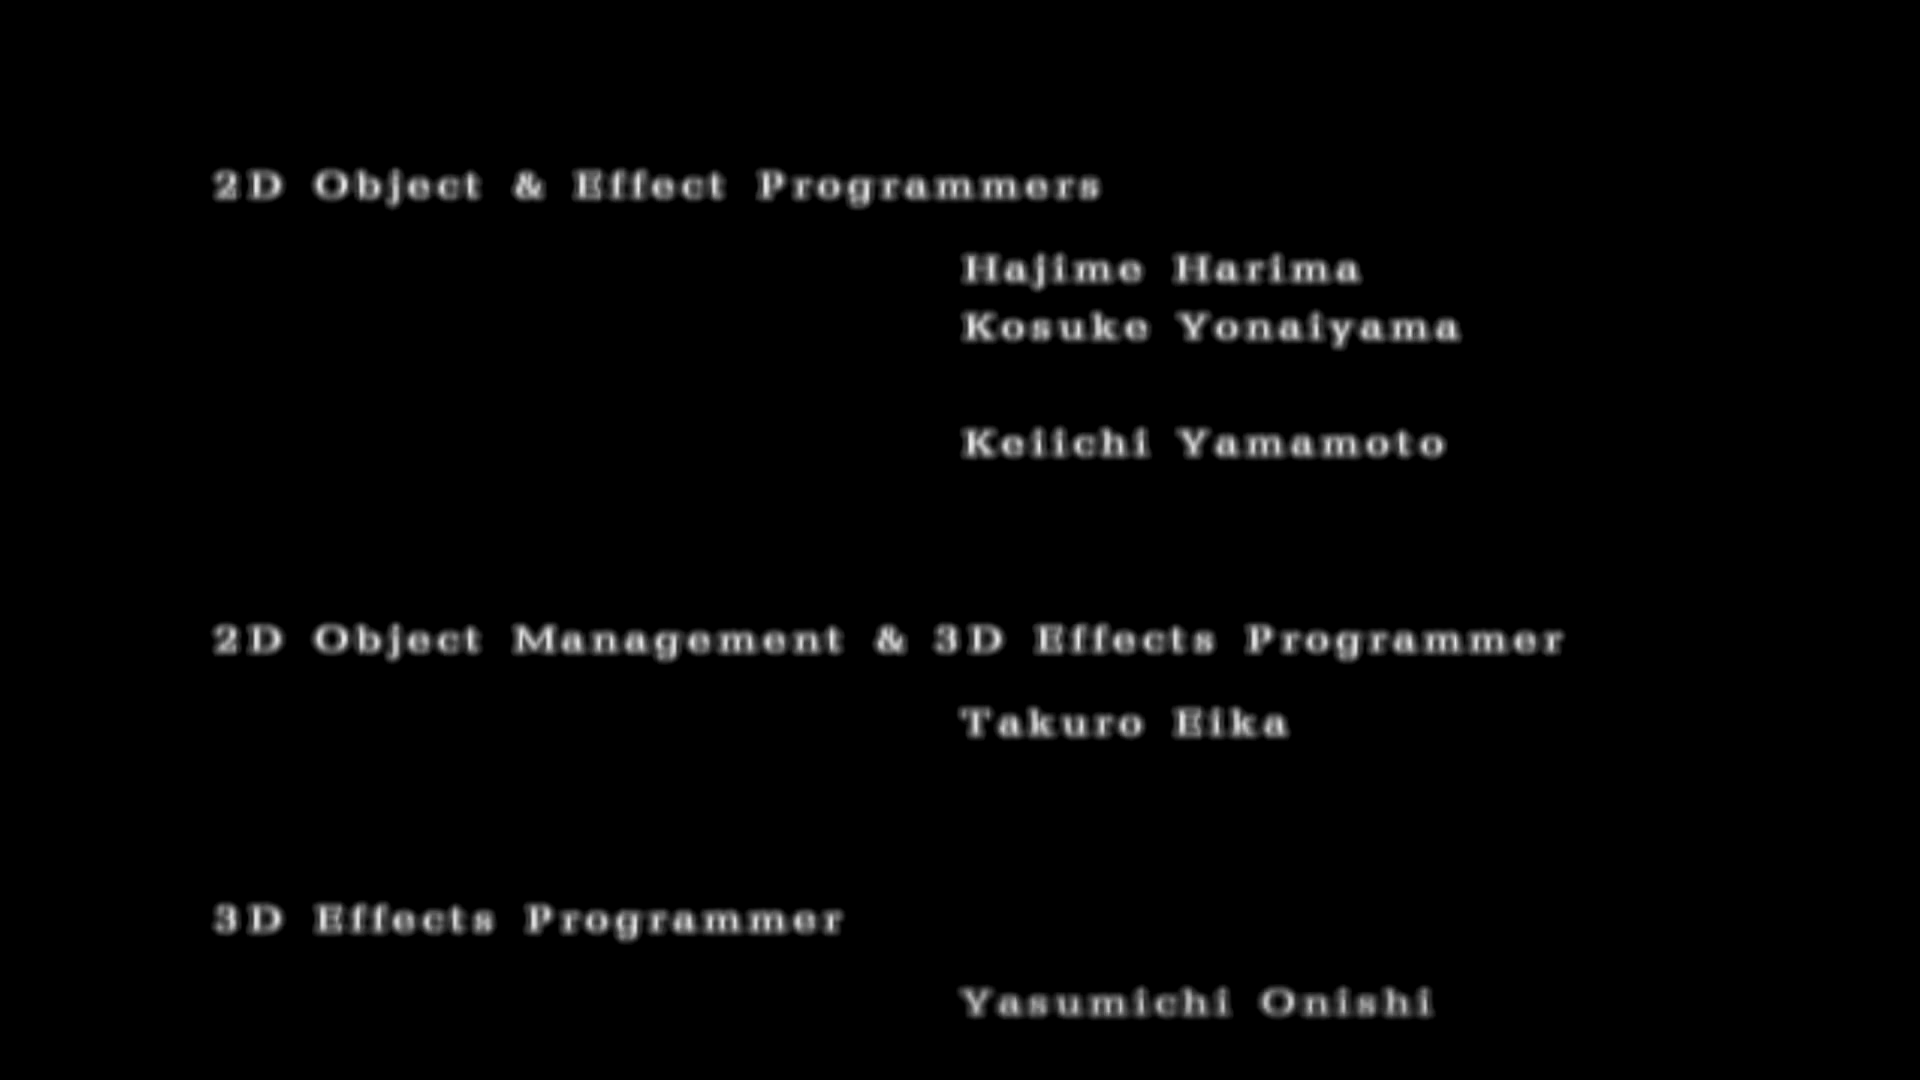 2D Object & Effect Programmers
Hajime Harima
Kosuke Yonaiyama
Keiichi Yamamoto
2D Object Management & 3D Effects Programmer
Takuro Eika
3D Effects Programmer
Yasumichi Onishi